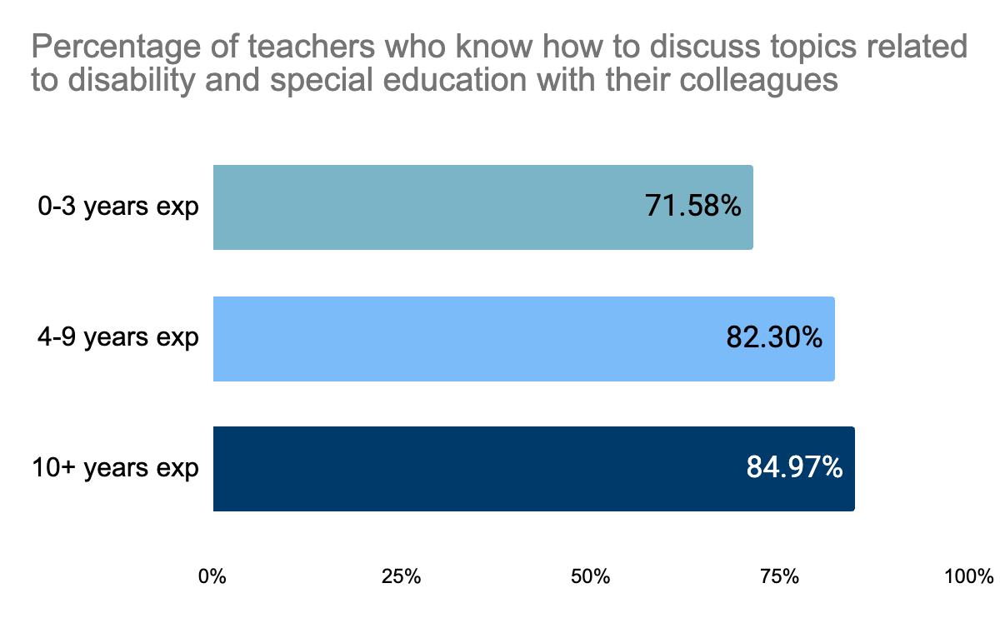 Percentage of teachers who know how to discuss topics related
to disability and special education with their colleagues
0-3 years exp
71.58%
4-9 years exp
82.30%
10+ years exp
84.97%
0%
25%
50%
75%
100%